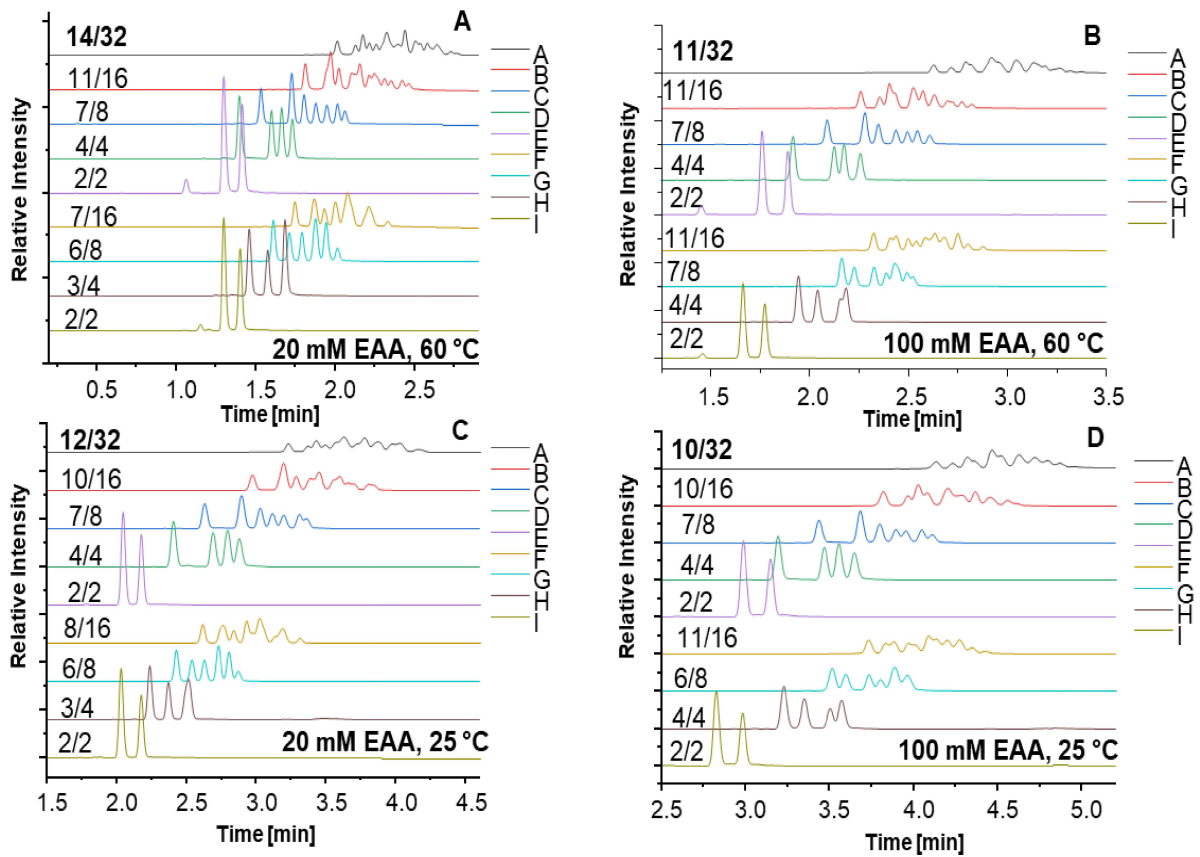 A
Relative Intensity
14/32
11/16
7/8
4/4
2/2
7/16
6/8
3/4
2/2
A
B
C
D
E
F
G
H
I
20 mM EAA, 60 °C
0.5 1.0 1.5 2.0 2.5
Time [min]
B
Relative Intensity
11/32
11/16
7/8
4/4
2/2
11/16
7/8
4/4
2/2
A
B
C
D
E
F
G
H
I
100 mM EAA, 60 °C
1.5 2.0 2.5 3.0 3.5
Time [min]
C
Relative Intensity
12/32
10/16
7/8
4/4
2/2
8/16
6/8
3/4
2/2
A
B
C
D
E
F
G
H
I
20 mM EAA, 25 °C
1.5 2.0 2.5 3.0 3.5 4.0 4.5
Time [min]
D
Relative Intensity
10/32
10/16
7/8
4/4
2/2
11/16
6/8
4/4
2/2
A
B
C
D
E
F
G
H
I
100 mM EAA, 25 °C
2.5 3.0 3.5 4.0 4.5 5.0
Time [min]